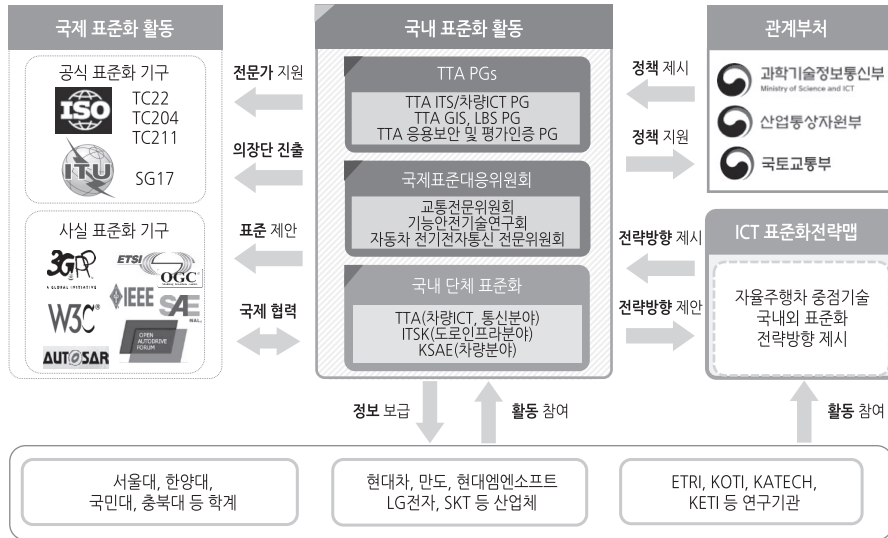 국제 표준화 활동
공식 표준화 기구
ISO
TC22
TC204
TC211
ITU
SG17
사실 표준화 기구
3GPP
A GLOBAL INITIATIVE
ETSI
OGC
W3C
IEEE
SAE
AUTOSAR
OPEN
AUTODRIVE
FORUM
전문가 지원
의장단 진출
표준 제안
국제 협력
국내 표준화 활동
TTA PGs
TTA ITS/차량ICT PG
TTA GIS, LBS PG
TTA 응용보안 및 평가인증 PG
국제표준대응위원회
교통전문위원회
기능안전기술연구회
자동차 전기전자통신 전문위원회
국내 단체 표준화
TTA(차량ICT, 통신분야)
ITSK(도로인프라분야)
KSAE(차량분야)
정책 제시
정책 지원
전략방향 제시
전략방향 제안
관계부처
과학기술정보통신부
Ministry of Science and ICT
산업통상자원부
국토교통부
ICT 표준화전략맵
자율주행차 중점기술
국내외 표준화
전략방향 제시
정보 보급
활동 참여
활동 참여
서울대, 한양대,
국민대, 충북대 등 학계
현대차, 만도, 현대엠엔소프트
LG전자, SKT 등 산업체
ETRI, KOTI, KATECH,
KETI 등 연구기관